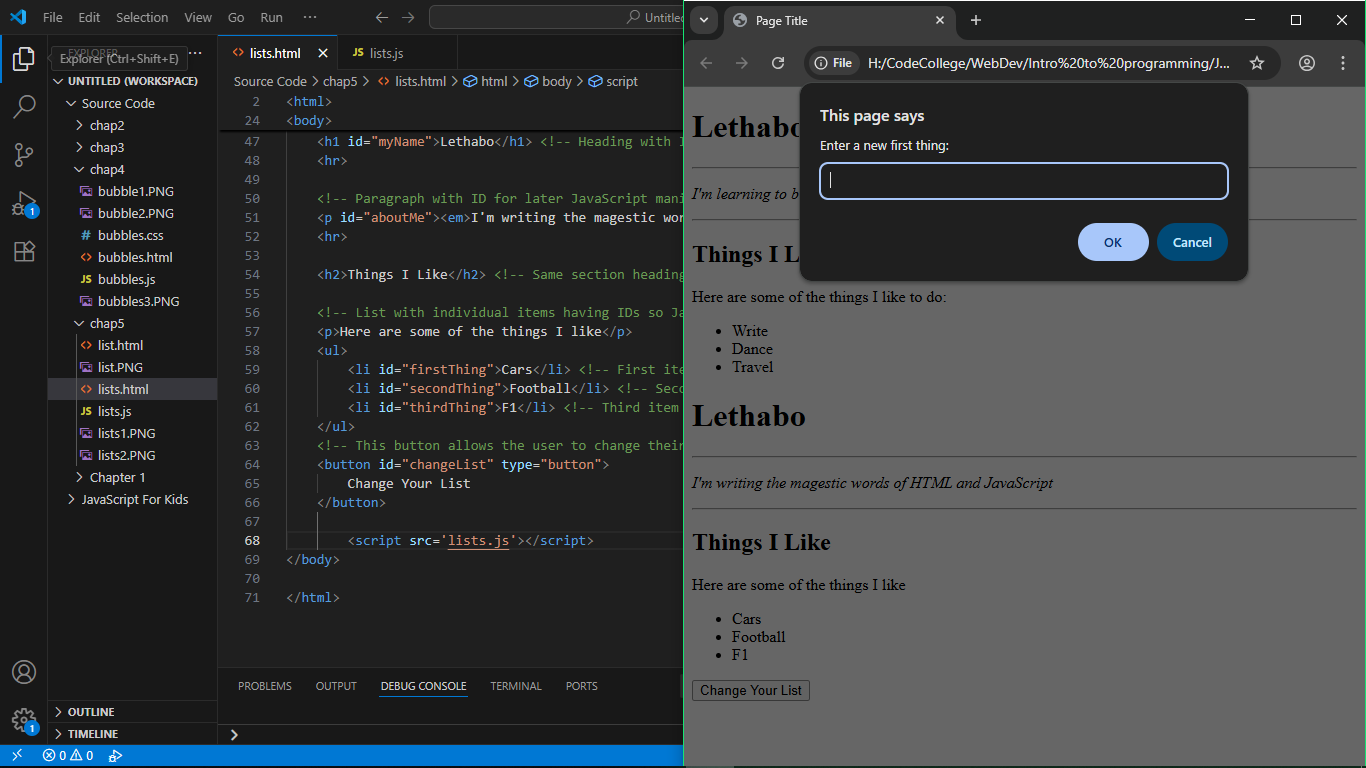 File Edit Selection View Go Run ··· Untitled
EXPLORER ···
Explorer (Ctrl+Shift+E)
UNTITLED (WORKSPACE)
Source Code
chap2
chap3
chap4
bubble1.PNG
bubble2.PNG
# bubbles.css
<> bubbles.html
JS bubbles.js
bubbles3.PNG
chap5
<> list.html
list.PNG
<> lists.html
JS lists.js
lists1.PNG
lists2.PNG
Chapter 1
JavaScript For Kids
OUTLINE
TIMELINE
1
1
0 0
<> lists.html JS lists.js
Source Code > chap5 > <> lists.html > html > body > script
2 <html>
24 <body>
47 <h1 id="myName">Lethabo</h1> <!-- Heading with I
48 <hr>
49
50 <!-- Paragraph with ID for later JavaScript mani
51 <p id="aboutMe"><em>I'm writing the magestic wor
52 <hr>
53
54 <h2>Things I Like</h2> <!-- Same section heading
55
56 <!-- List with individual items having IDs so Ja
57 <p>Here are some of the things I like</p>
58 <ul>
59 <li id="firstThing">Cars</li> <!-- First ite
60 <li id="secondThing">Football</li> <!-- Seco
61 <li id="thirdThing">F1</li> <!-- Third item
62 </ul>
63 <!-- This button allows the user to change their
64 <button id="changeList" type="button">
65 Change Your List
66 </button>
67
68 <script src='lists.js'></script>
69 </body>
70
71 </html>
PROBLEMS OUTPUT DEBUG CONSOLE TERMINAL PORTS
Page Title
File H:/CodeCollege/WebDev/Intro%20to%20programming/J...
This page says
Enter a new first thing:
OK Cancel
Lethabo
I'm learning to b
Things I L
Here are some of the things I like to do:
• Write
• Dance
• Travel
Lethabo
I'm writing the magestic words of HTML and JavaScript
Things I Like
Here are some of the things I like
• Cars
• Football
• F1
Change Your List